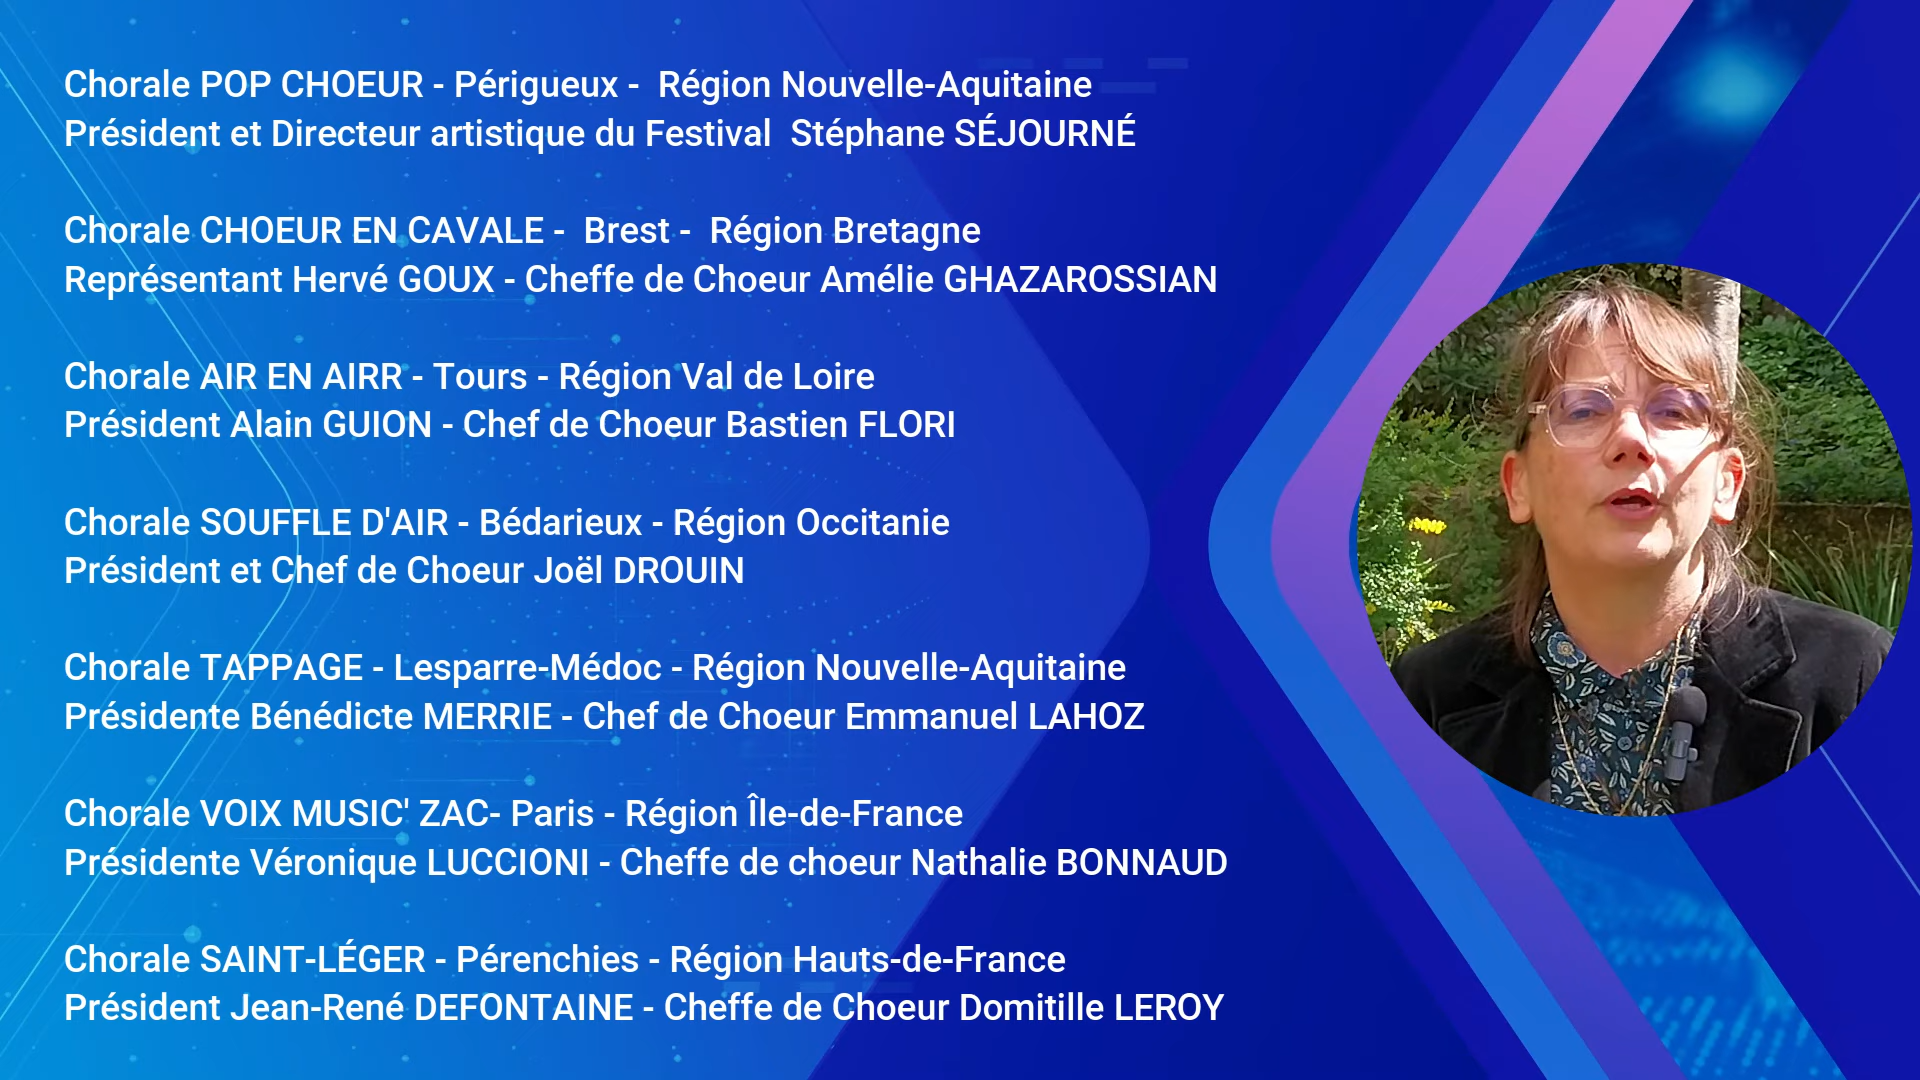 Chorale POP CHOEUR - Périgueux -  Région Nouvelle-Aquitaine
Président et Directeur artistique du Festival  Stéphane SÉJOURNÉ
Chorale CHOEUR EN CAVALE -  Brest -  Région Bretagne
Représentant Hervé GOUX - Cheffe de Choeur Amélie GHAZAROSSIAN
Chorale AIR EN AIRR - Tours - Région Val de Loire
Président Alain GUION - Chef de Choeur Bastien FLORI
Chorale SOUFFLE D'AIR - Bédarieux - Région Occitanie
Président et Chef de Choeur Joël DROUIN
Chorale TAPPAGE - Lesparre-Médoc - Région Nouvelle-Aquitaine
Présidente Bénédicte MERRIE - Chef de Choeur Emmanuel LAHOZ
Chorale VOIX MUSIC' ZAC- Paris - Région Île-de-France
Présidente Véronique LUCCIONI - Cheffe de choeur Nathalie BONNAUD
Chorale SAINT-LÉGER - Pérenchies - Région Hauts-de-France
Président Jean-René DEFONTAINE - Cheffe de Choeur Domitille LEROY